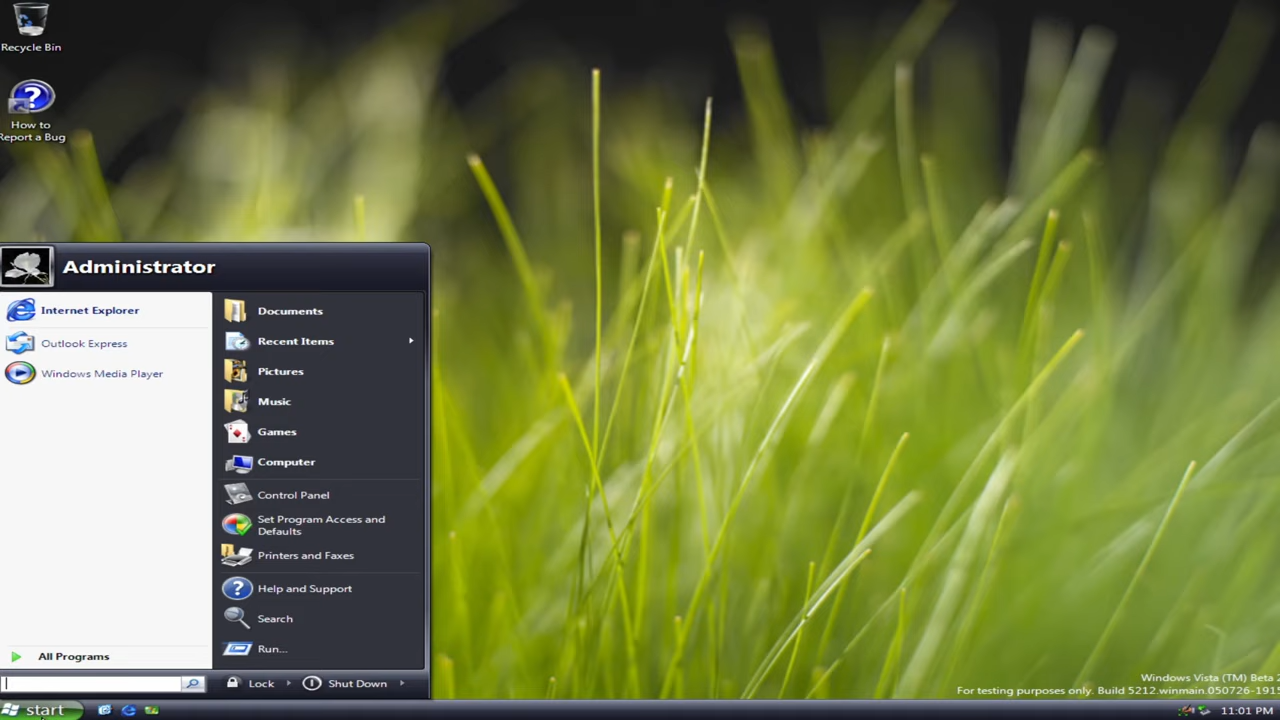 Recycle Bin
How to
Report a Bug
Administrator
Internet Explorer
Outlook Express
Windows Media Player
All Programs
Documents
Recent Items
Pictures
Music
Games
Computer
Control Panel
Set Program Access and
Defaults
Printers and Faxes
Help and Support
Search
Run...
Lock
Shut Down
Windows Vista (TM) Beta 2
For testing purposes only. Build 5212.winmain.050726-1915
start
11:01 PM